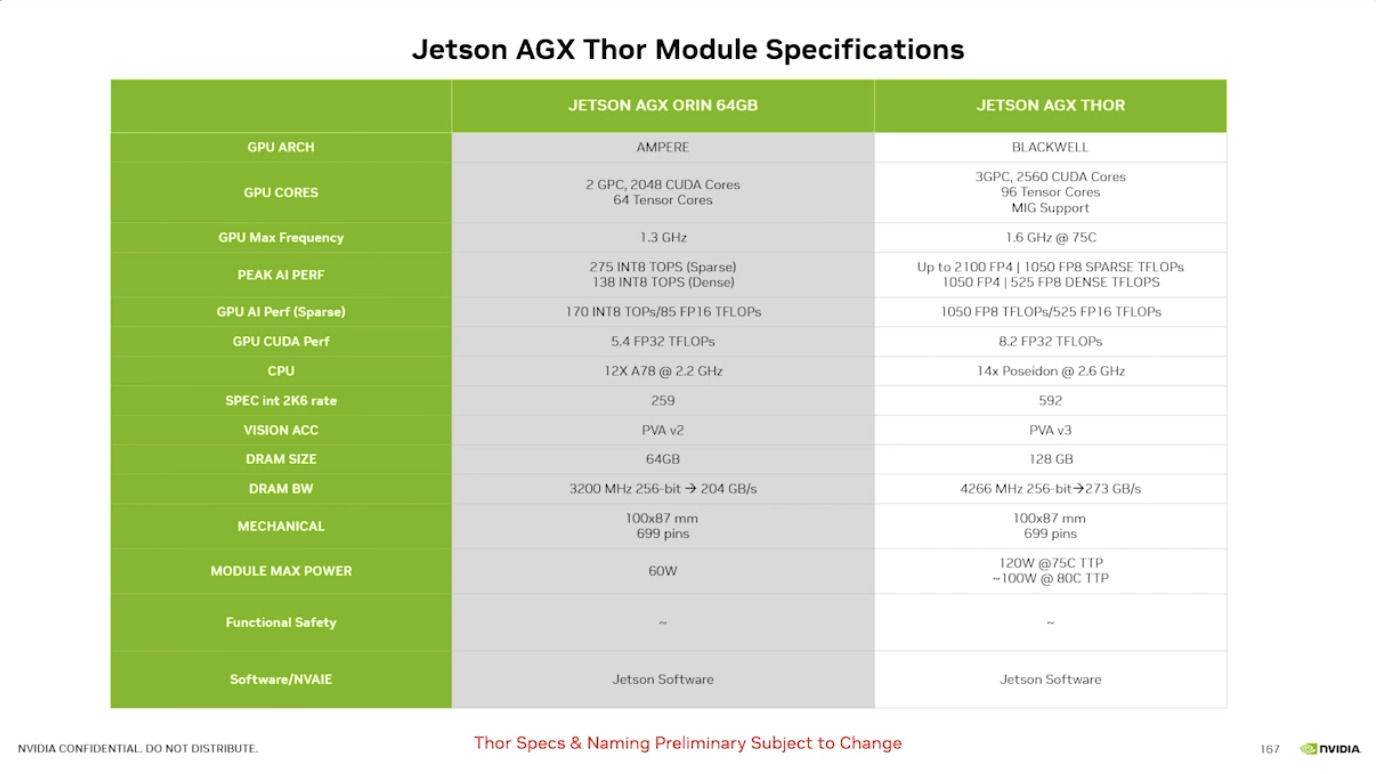 Jetson AGX Thor Module Specifications
JETSON AGX ORIN 64GB
JETSON AGX THOR
GPU ARCH
AMPERE
BLACKWELL
GPU CORES
2 GPC, 2048 CUDA Cores
64 Tensor Cores
3GPC, 2560 CUDA Cores
96 Tensor Cores
MIG Support
GPU Max Frequency
1.3 GHz
1.6 GHz @ 75C
PEAK AI PERF
275 INT8 TOPS (Sparse)
138 INT8 TOPS (Dense)
Up to 2100 FP4 | 1050 FP8 SPARSE TFLOPs
1050 FP4 | 525 FP8 DENSE TFLOPS
GPU AI Perf (Sparse)
170 INT8 TOPs/85 FP16 TFLOPs
1050 FP8 TFLOPs/525 FP16 TFLOPs
GPU CUDA Perf
5.4 FP32 TFLOPs
8.2 FP32 TFLOPs
CPU
12X A78 @ 2.2 GHz
14x Poseidon @ 2.6 GHz
SPEC int 2K6 rate
259
592
VISION ACC
PVA v2
PVA v3
DRAM SIZE
64GB
128 GB
DRAM BW
3200 MHz 256-bit → 204 GB/s
4266 MHz 256-bit→273 GB/s
MECHANICAL
100x87 mm
699 pins
100x87 mm
699 pins
MODULE MAX POWER
60W
120W @75C TTP
~100W @ 80C TTP
Functional Safety
~
~
Software/NVAIE
Jetson Software
Jetson Software
NVIDIA CONFIDENTIAL. DO NOT DISTRIBUTE.
Thor Specs & Naming Preliminary Subject to Change
167
NVIDIA.